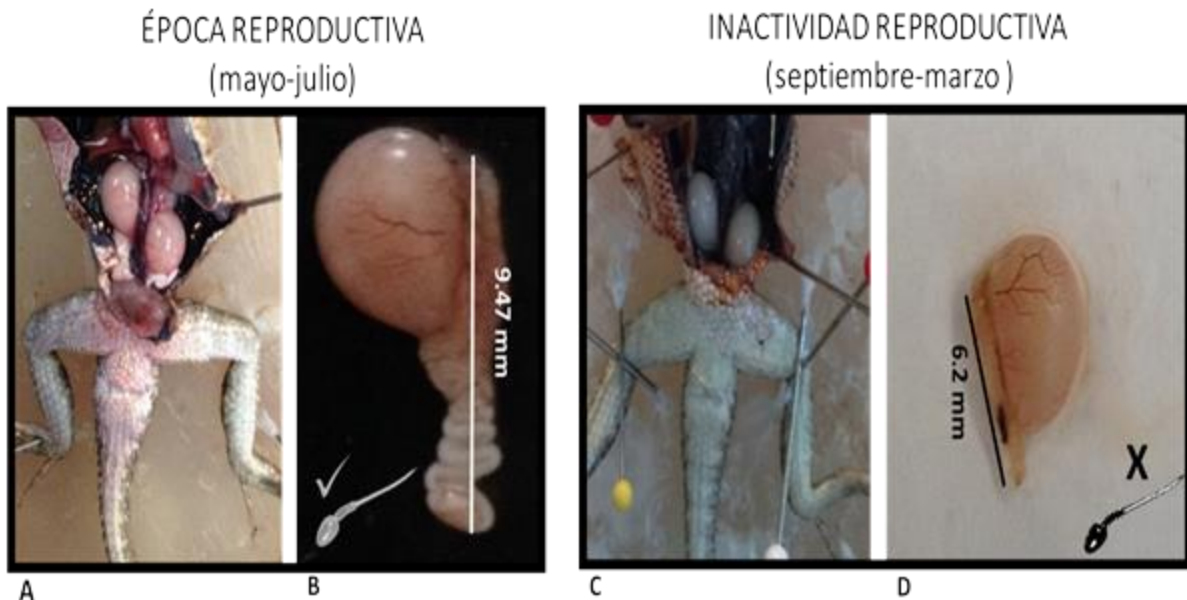 ÉPOCA REPRODUCTIVA
(mayo-julio)
INACTIVIDAD REPRODUCTIVA
(septiembre-marzo )
9.47 mm
6.2 mm
X
A
B
C
D